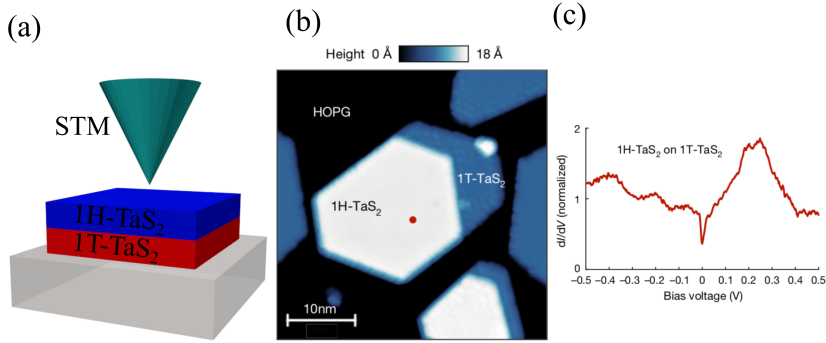 (a)
STM
1H-TaS₂
1T-TaS₂
(b)
Height 0 Å 18 Å
HOPG
1T-TaS₂
1H-TaS₂
10nm
(c)
1H-TaS₂ on 1T-TaS₂
dI/dV (normalized)
2
1
0
−0.5 −0.4 −0.3 −0.2 −0.1 0 0.1 0.2 0.3 0.4 0.5
Bias voltage (V)